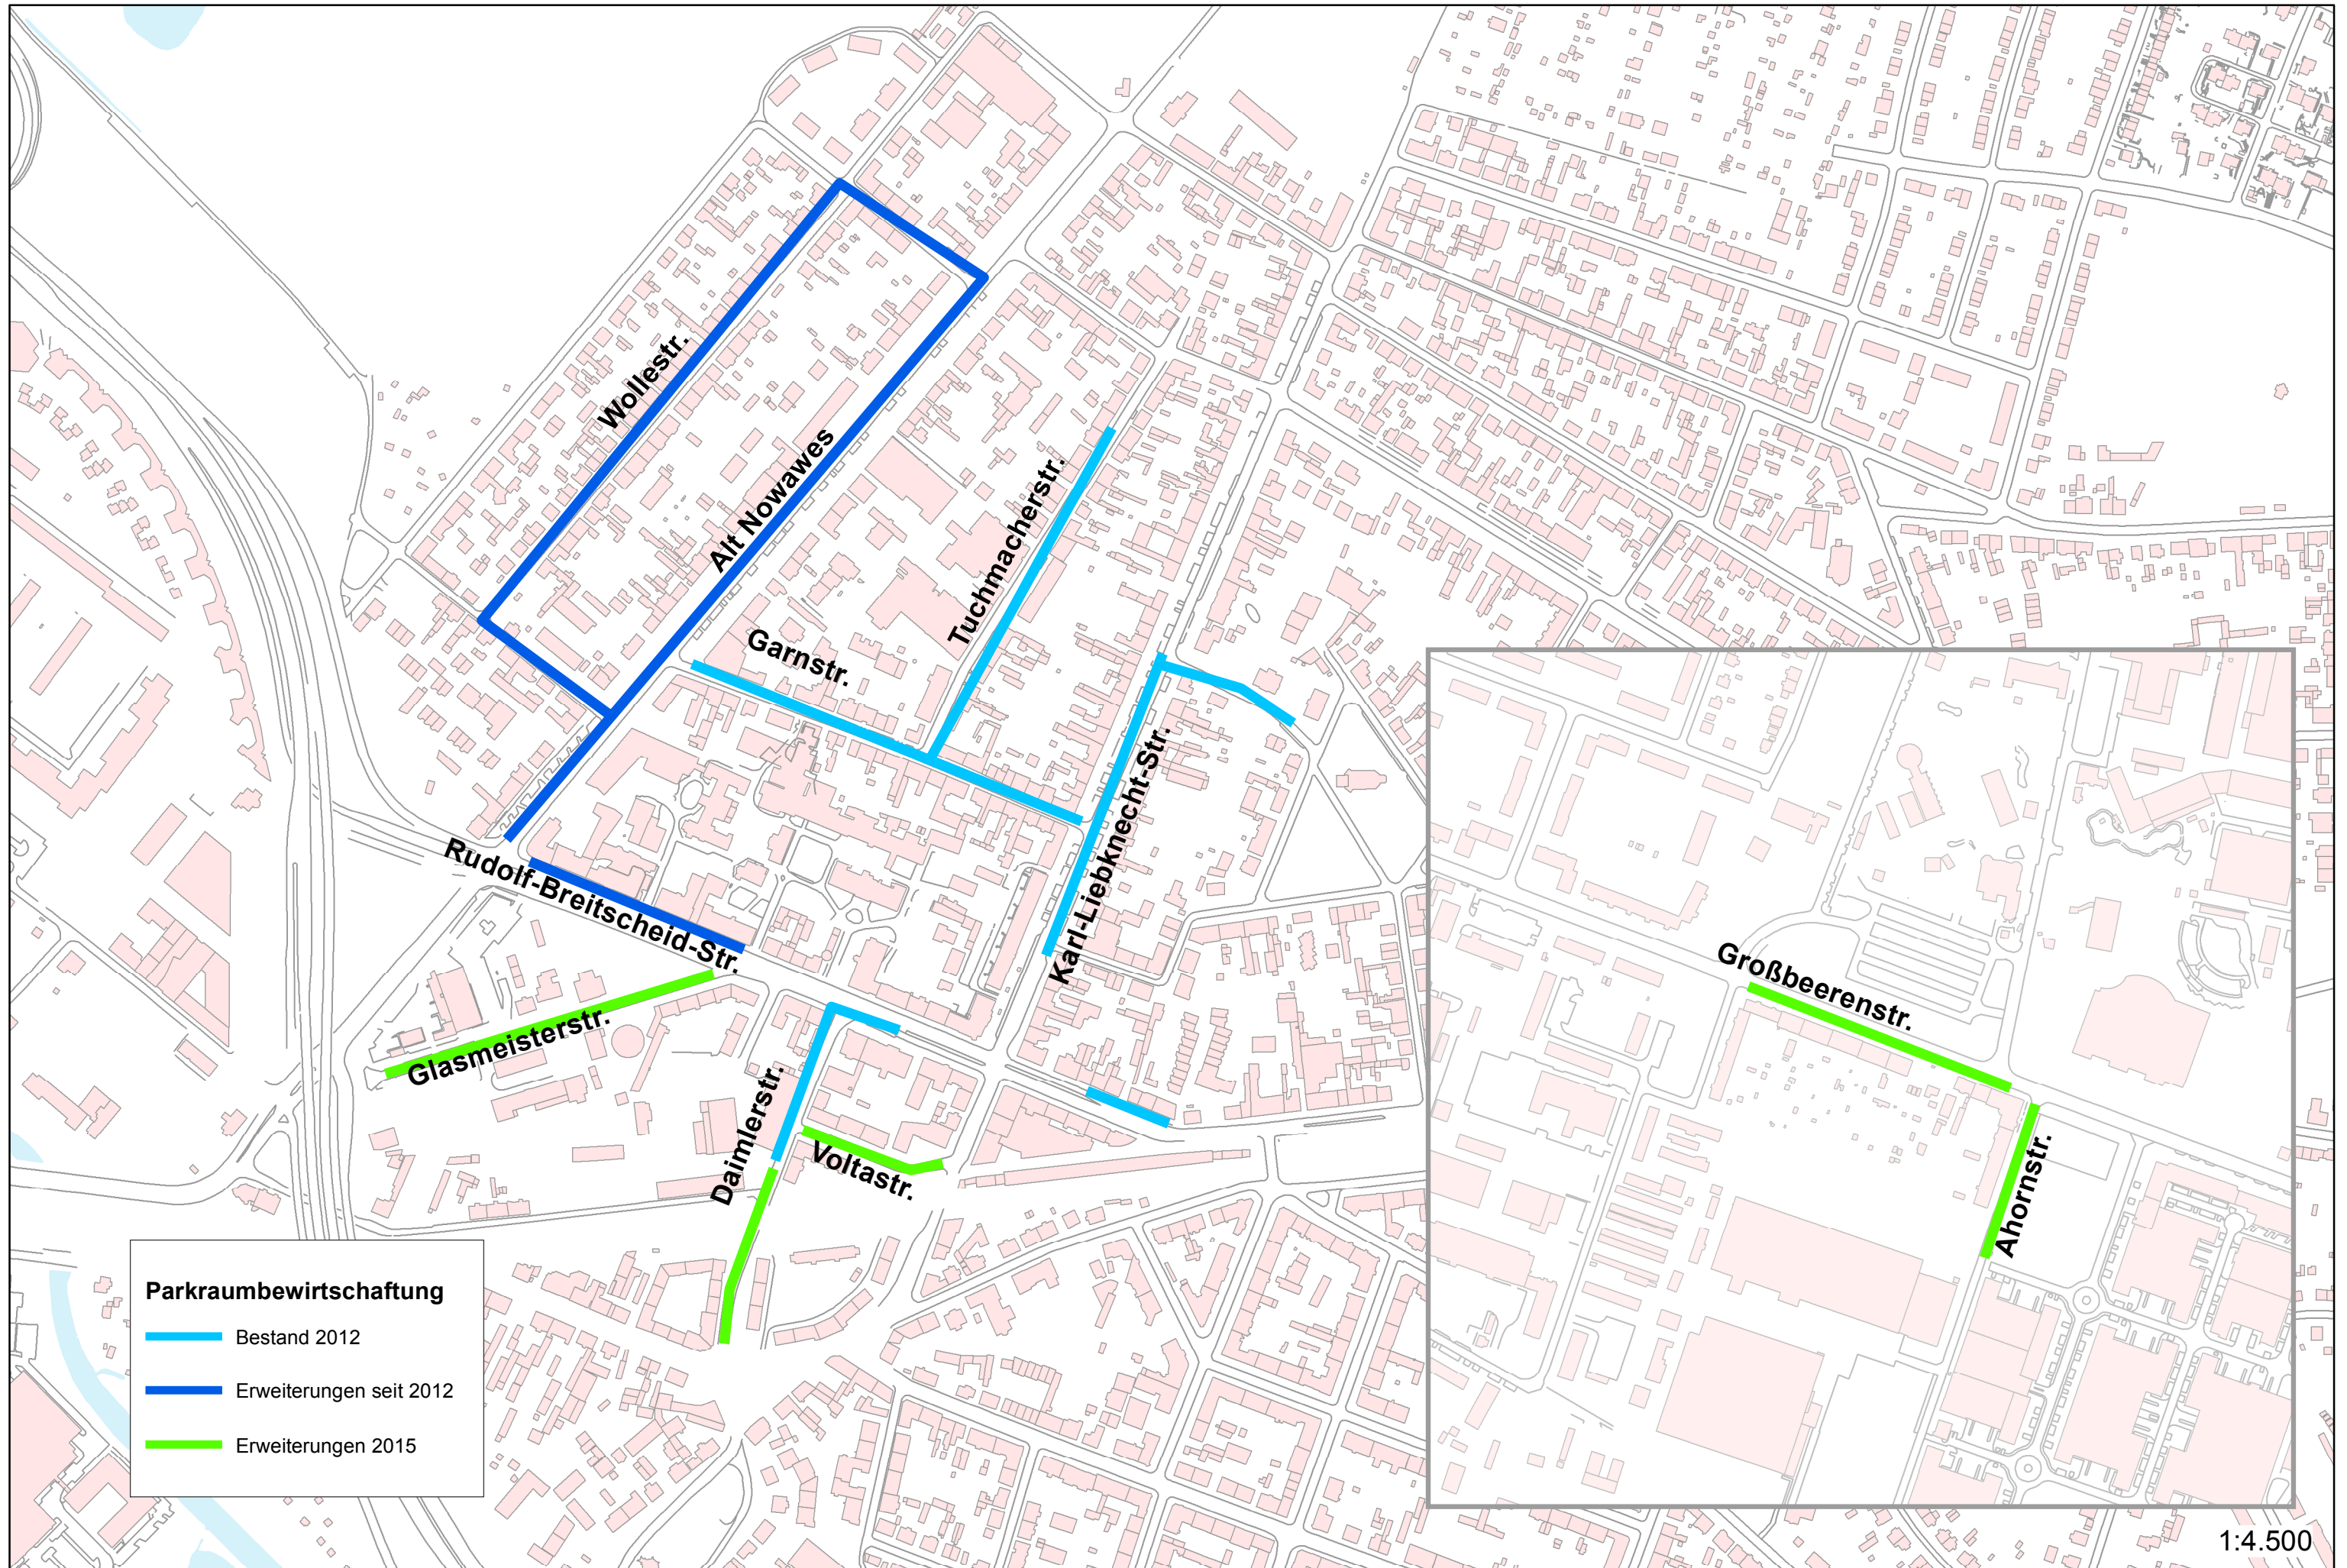 Wollestr.
Alt Nowawes
Tuchmacherstr.
Garnstr.
Karl-Liebknecht-Str.
Rudolf-Breitscheid-Str.
Glasmeisterstr.
Daimlerstr.
Voltastr.
Großbeerenstr.
Ahornstr.
Parkraumbewirtschaftung
Bestand 2012
Erweiterungen seit 2012
Erweiterungen 2015
1:4.500